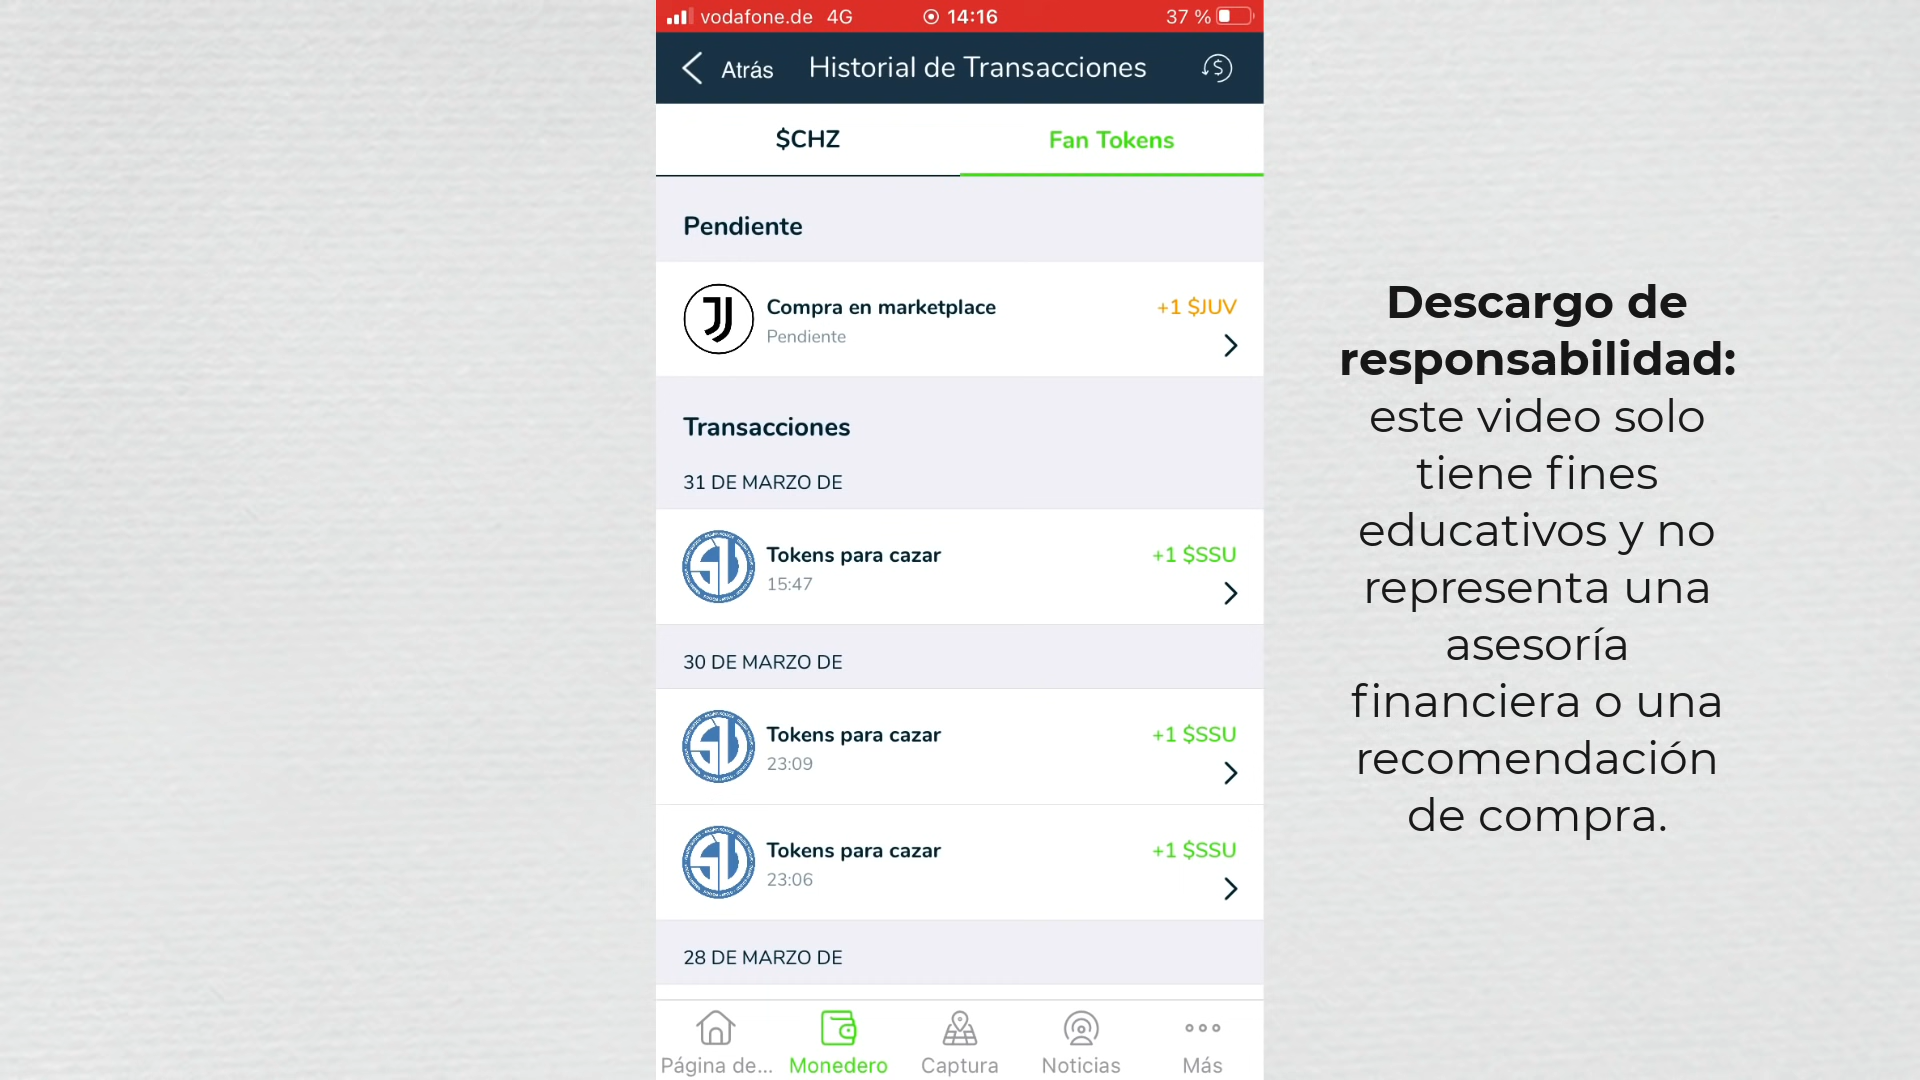 vodafone.de 4G 14:16 37 %
Atrás Historial de Transacciones
$CHZ Fan Tokens
Pendiente
Compra en marketplace +1 $JUV
Pendiente
Transacciones
31 DE MARZO DE
Tokens para cazar +1 $SSU
15:47
30 DE MARZO DE
Tokens para cazar +1 $SSU
23:09
Tokens para cazar +1 $SSU
23:06
28 DE MARZO DE
Página de... Monedero Captura Noticias Más
Descargo de
responsabilidad:
este video solo
tiene fines
educativos y no
representa una
asesoría
financiera o una
recomendación
de compra.